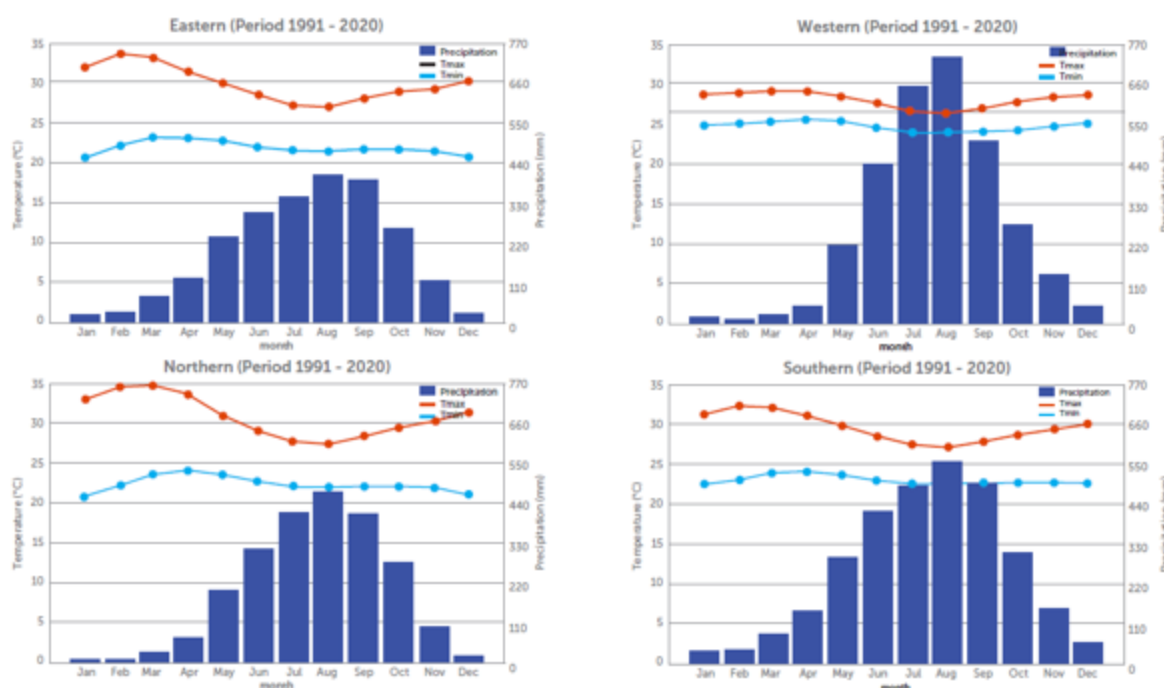 Eastern (Period 1991 - 2020)
35
30
25
20
15
10
5
0
Temperature (°C)
770
660
550
440
330
220
110
0
Precipitation (mm)
Precipitation
Tmax
Tmin
Jan Feb Mar Apr May Jun Jul Aug Sep Oct Nov Dec
month
Western (Period 1991 - 2020)
35
30
25
20
15
10
5
0
Temperature (°C)
770
660
550
440
330
220
110
0
Precipitation
Tmax
Tmin
Jan Feb Mar Apr May Jun Jul Aug Sep Oct Nov Dec
month
Northern (Period 1991 - 2020)
35
30
25
20
15
10
5
0
Temperature (°C)
770
660
550
440
330
220
110
0
Precipitation (mm)
Precipitation
Tmax
Tmin
Jan Feb Mar Apr May Jun Jul Aug Sep Oct Nov Dec
month
Southern (Period 1991 - 2020)
35
30
25
20
15
10
5
0
Temperature (°C)
770
660
550
440
330
220
110
0
Precipitation
Tmax
Tmin
Jan Feb Mar Apr May Jun Jul Aug Sep Oct Nov Dec
month